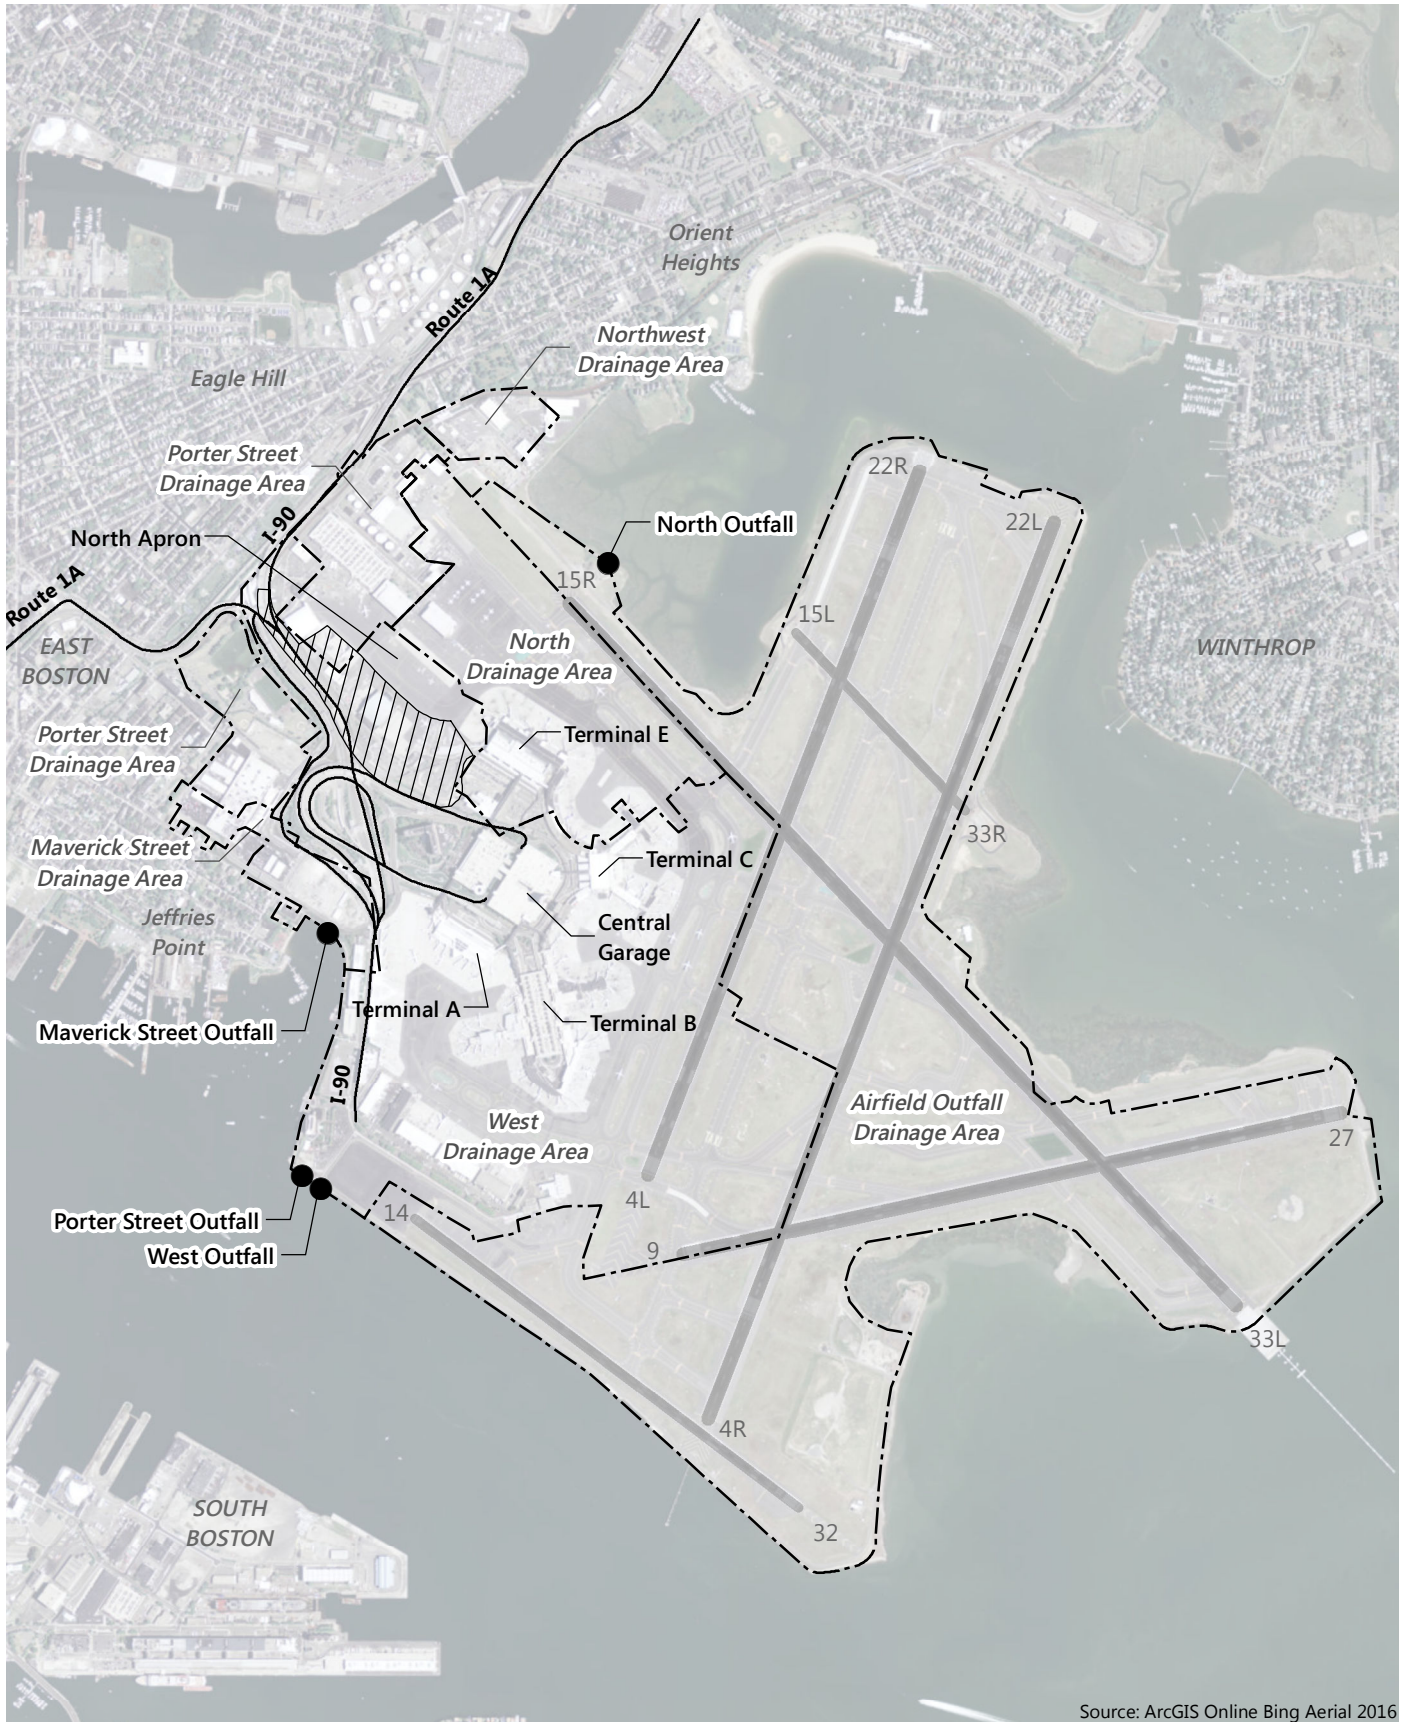 Orient
Heights
Route 1A
Northwest
Drainage Area
Eagle Hill
Porter Street
Drainage Area
22R
22L
I-90
North Outfall
North Apron
15R
Route 1A
15L
EAST
BOSTON
North
Drainage Area
WINTHROP
Porter Street
Drainage Area
Terminal E
33R
Maverick Street
Drainage Area
Terminal C
Jeffries
Point
Central
Garage
Terminal A
Terminal B
Maverick Street Outfall
I-90
Airfield Outfall
Drainage Area
West
Drainage Area
27
4L
14
Porter Street Outfall
9
West Outfall
33L
4R
SOUTH
BOSTON
32
Source: ArcGIS Online Bing Aerial 2016